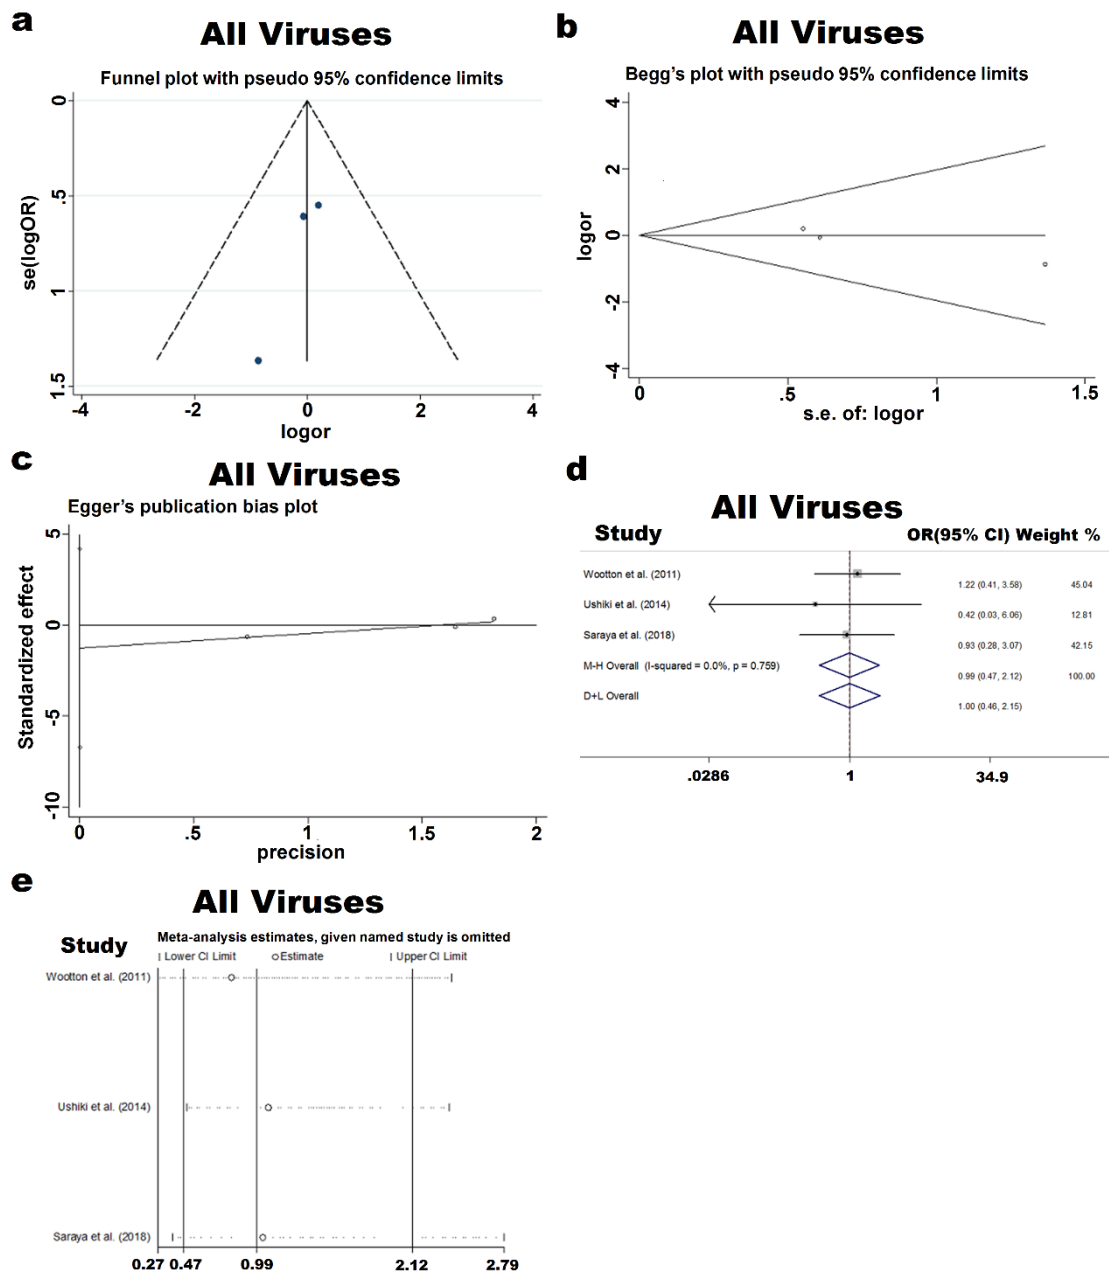 a
All Viruses
Funnel plot with pseudo 95% confidence limits
0
.5
1
1.5
se(logOR)
-4
-2
0
2
4
logor
b
All Viruses
Begg's plot with pseudo 95% confidence limits
4
2
0
-2
-4
logor
0
.5
1
1.5
s.e. of: logor
c
All Viruses
Egger's publication bias plot
5
0
-5
-10
Standardized effect
0
.5
1
1.5
2
precision
d
All Viruses
Study OR(95% CI) Weight %
Wootton et al. (2011)
1.22 (0.41, 3.58) 45.04
Ushiki et al. (2014)
0.42 (0.03, 6.06) 12.81
Saraya et al. (2018)
0.93 (0.28, 3.07) 42.15
M-H Overall (I-squared = 0.0%, p = 0.759)
0.99 (0.47, 2.12) 100.00
D+L Overall
1.00 (0.46, 2.15)
.0286 1 34.9
e
All Viruses
Study
Meta-analysis estimates, given named study is omitted
Lower CI Limit Estimate Upper CI Limit
Wootton et al. (2011)
Ushiki et al. (2014)
Saraya et al. (2018)
0.27 0.47 0.99 2.12 2.79